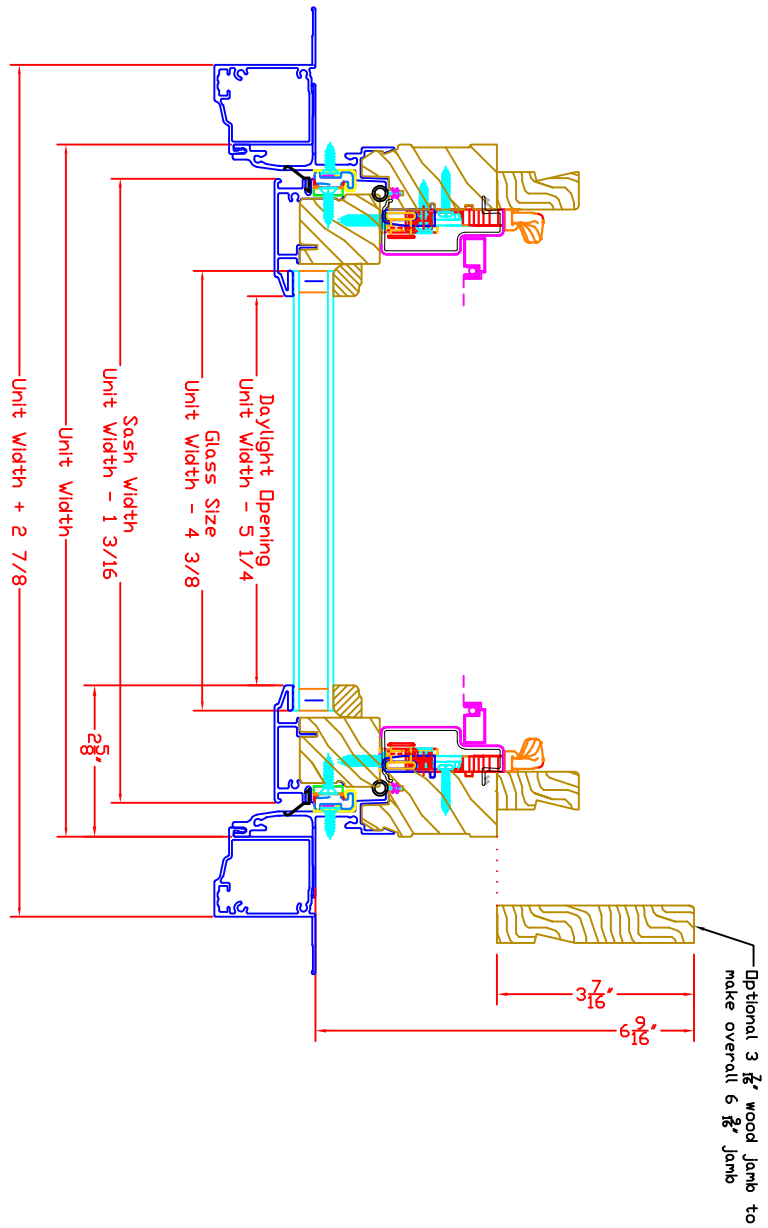 Optional 3 7/16" wood jamb to
make overall 6 9/16" jamb
3 7/16"
6 9/16"
2 5/8"
Daylight Opening
Unit Width - 5 1/4
Glass Size
Unit Width - 4 3/8
Sash Width
Unit Width - 1 3/16
Unit Width
Unit Width + 2 7/8